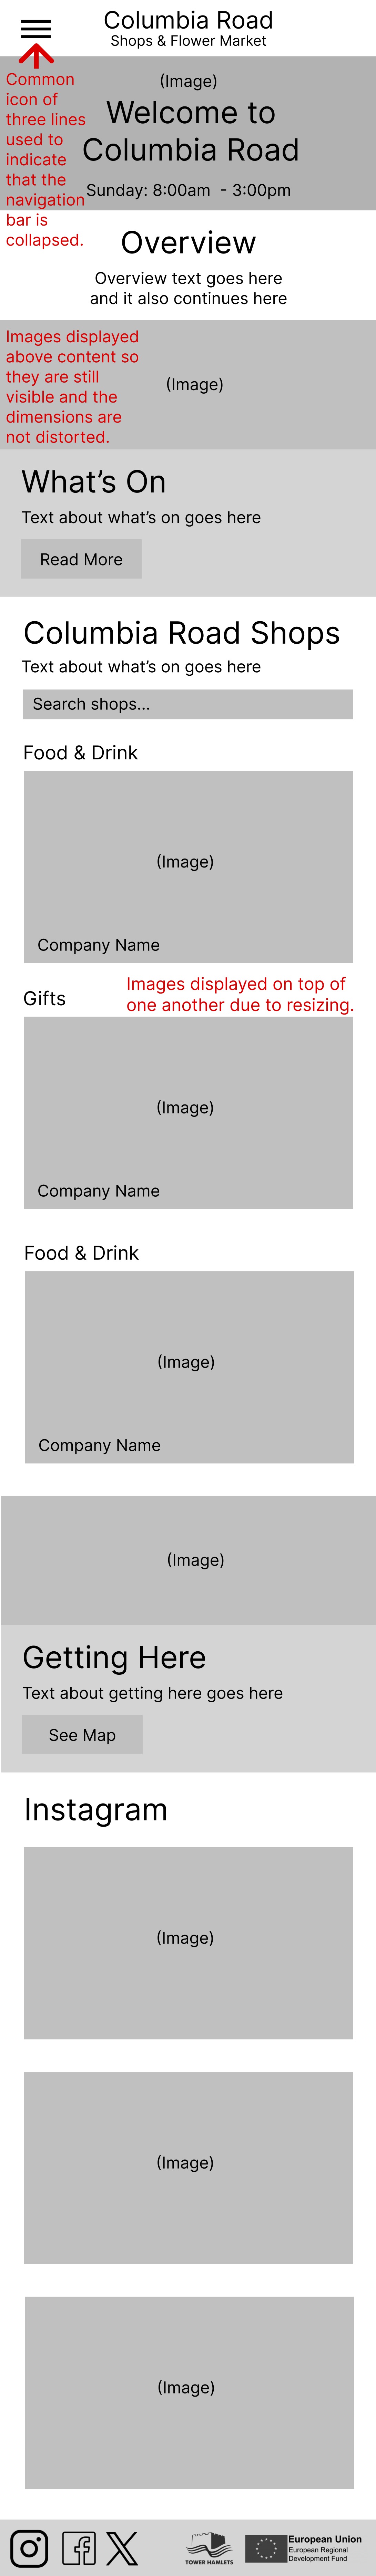 Columbia Road
Shops & Flower Market
Common
icon of
three lines
used to
indicate
that the
navigation
bar is
collapsed.
(Image)
Welcome to
Columbia Road
Sunday: 8:00am - 3:00pm
Overview
Overview text goes here
and it also continues here
Images displayed
above content so
they are still
visible and the
dimensions are
not distorted.
(Image)
What’s On
Text about what’s on goes here
Read More
Columbia Road Shops
Text about what’s on goes here
Search shops...
Food & Drink
(Image)
Company Name
Images displayed on top of
one another due to resizing.
Gifts
(Image)
Company Name
Food & Drink
(Image)
Company Name
(Image)
Getting Here
Text about getting here goes here
See Map
Instagram
(Image)
(Image)
(Image)
TOWER HAMLETS
European Union
European Regional
Development Fund